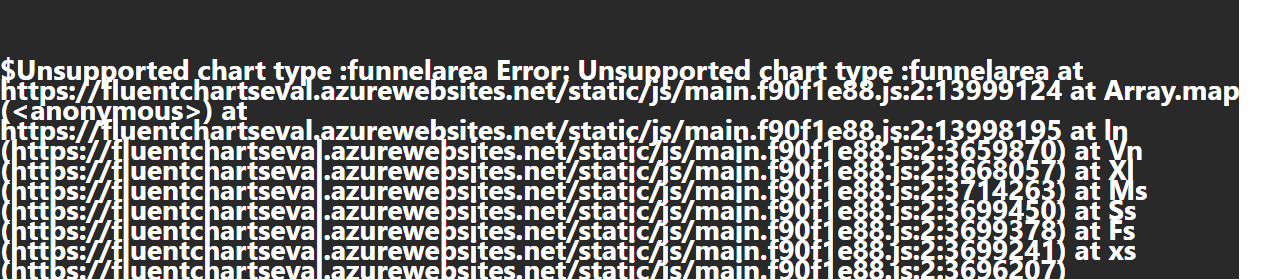 $Unsupported chart type :funnelarea Error: Unsupported chart type :funnelarea at
https://fluentchartseval.azurewebsites.net/static/js/main.f90f1e88.js:2:13999124 at Array.map
(<anonymous>) at
https://fluentchartseval.azurewebsites.net/static/js/main.f90f1e88.js:2:13998195 at ln
(https://fluentchartseval.azurewebsites.net/static/js/main.f90f1e88.js:2:3659870) at Vn
(https://fluentchartseval.azurewebsites.net/static/js/main.f90f1e88.js:2:3668057) at Xl
(https://fluentchartseval.azurewebsites.net/static/js/main.f90f1e88.js:2:3714263) at Ms
(https://fluentchartseval.azurewebsites.net/static/js/main.f90f1e88.js:2:3699450) at Ss
(https://fluentchartseval.azurewebsites.net/static/js/main.f90f1e88.js:2:3699378) at Fs
(https://fluentchartseval.azurewebsites.net/static/js/main.f90f1e88.js:2:3699241) at xs
(https://fluentchartseval.azurewebsites.net/static/js/main.f90f1e88.js:2:3696207)